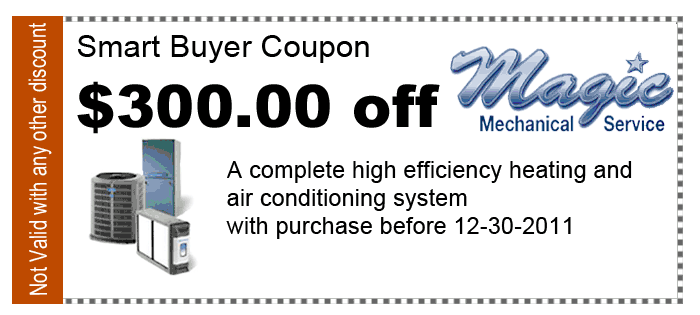 Not Valid with any other discount
Smart Buyer Coupon
$300.00 off
Magic
Mechanical Service
A complete high efficiency heating and
air conditioning system
with purchase before 12-30-2011